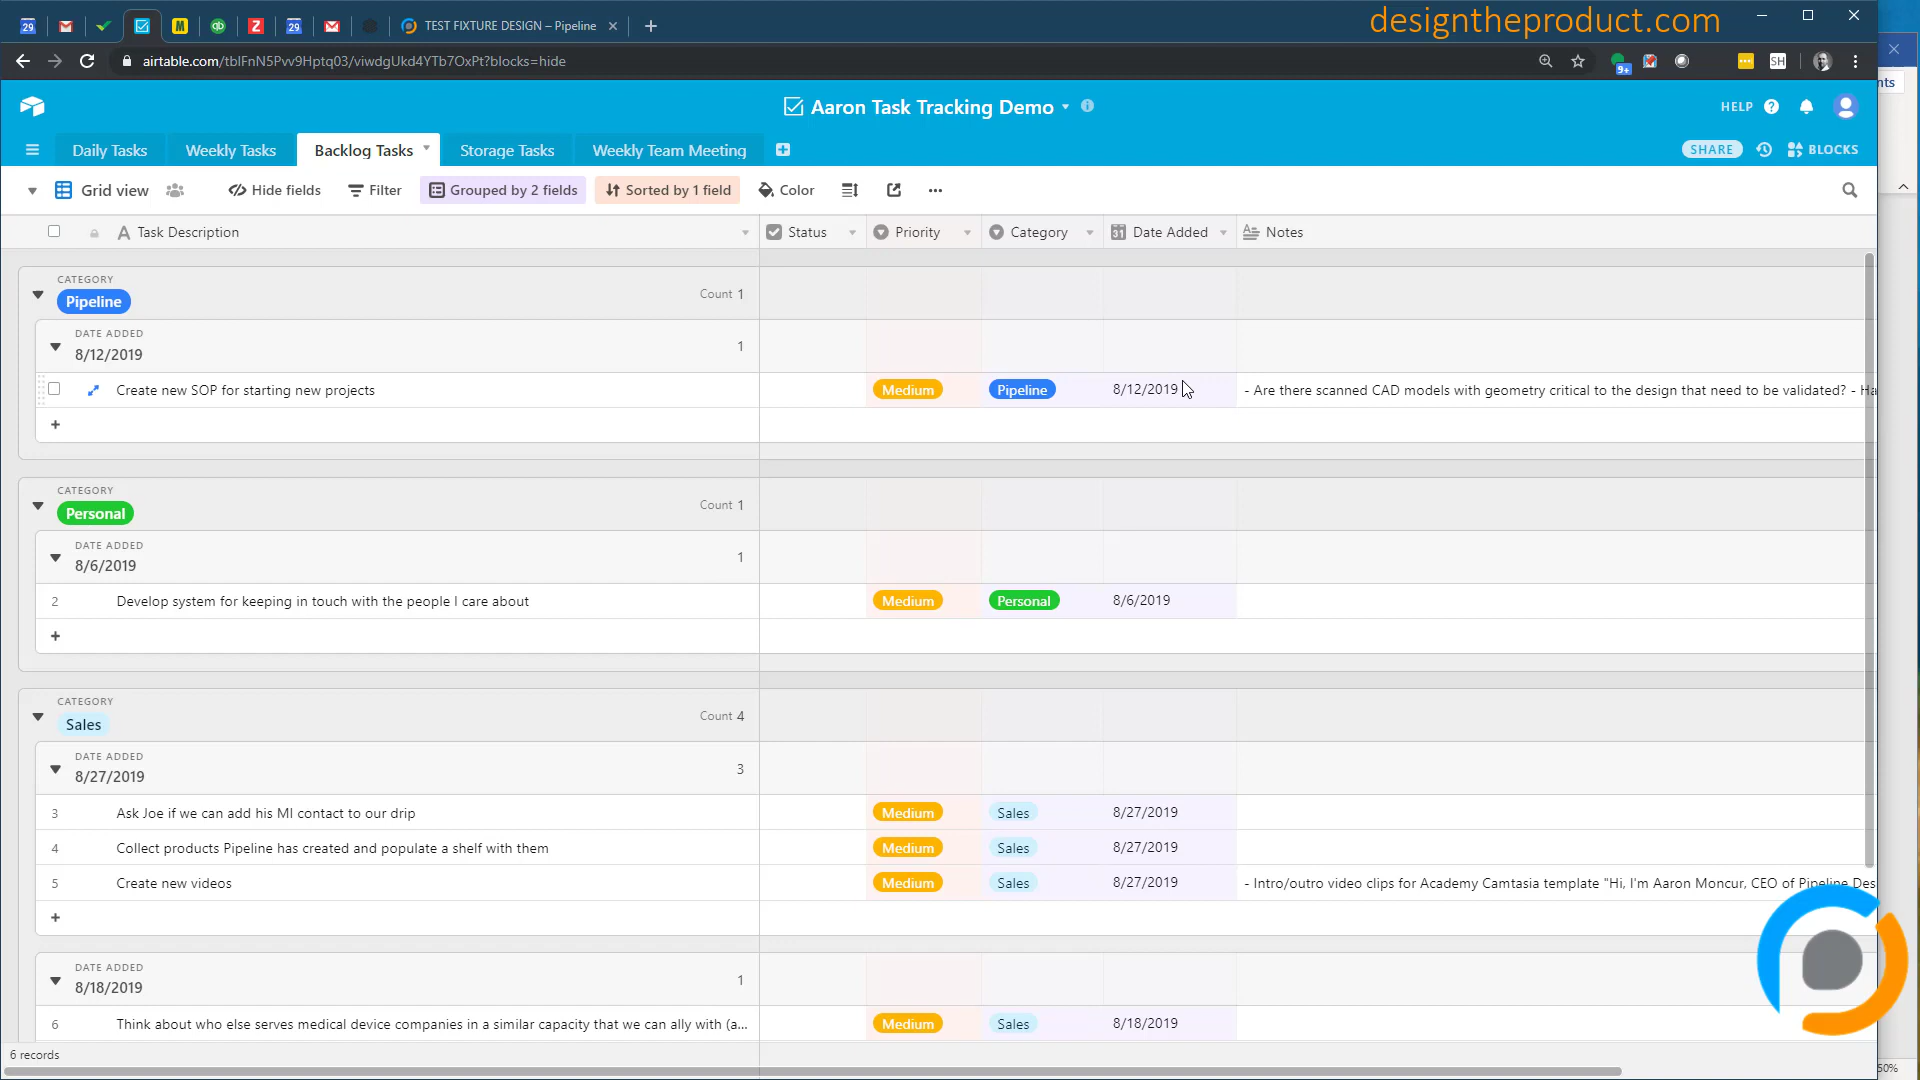 designtheproduct.com
29
TEST FIXTURE DESIGN – Pipeline
29
airtable.com/tblFnN5Pvv9Hptq03/viwdgUkd4YTb7OxPt?blocks=hide
9+
SH
nts
Aaron Task Tracking Demo
HELP
Daily Tasks
Weekly Tasks
Backlog Tasks
Storage Tasks
Weekly Team Meeting
SHARE
BLOCKS
Grid view
Hide fields
Filter
Grouped by 2 fields
Sorted by 1 field
Color
Task Description
Status
Priority
Category
Date Added
Notes
CATEGORY
Pipeline
Count 1
DATE ADDED
8/12/2019
1
Create new SOP for starting new projects
Medium
Pipeline
8/12/2019
- Are there scanned CAD models with geometry critical to the design that need to be validated? - Ha
CATEGORY
Personal
Count 1
DATE ADDED
8/6/2019
1
2
Develop system for keeping in touch with the people I care about
Medium
Personal
8/6/2019
CATEGORY
Sales
Count 4
DATE ADDED
8/27/2019
3
3
Ask Joe if we can add his MI contact to our drip
Medium
Sales
8/27/2019
4
Collect products Pipeline has created and populate a shelf with them
Medium
Sales
8/27/2019
5
Create new videos
Medium
Sales
8/27/2019
- Intro/outro video clips for Academy Camtasia template "Hi, I'm Aaron Moncur, CEO of Pipeline Des
DATE ADDED
8/18/2019
1
6
Think about who else serves medical device companies in a similar capacity that we can ally with (a...
Medium
Sales
8/18/2019
6 records
50%